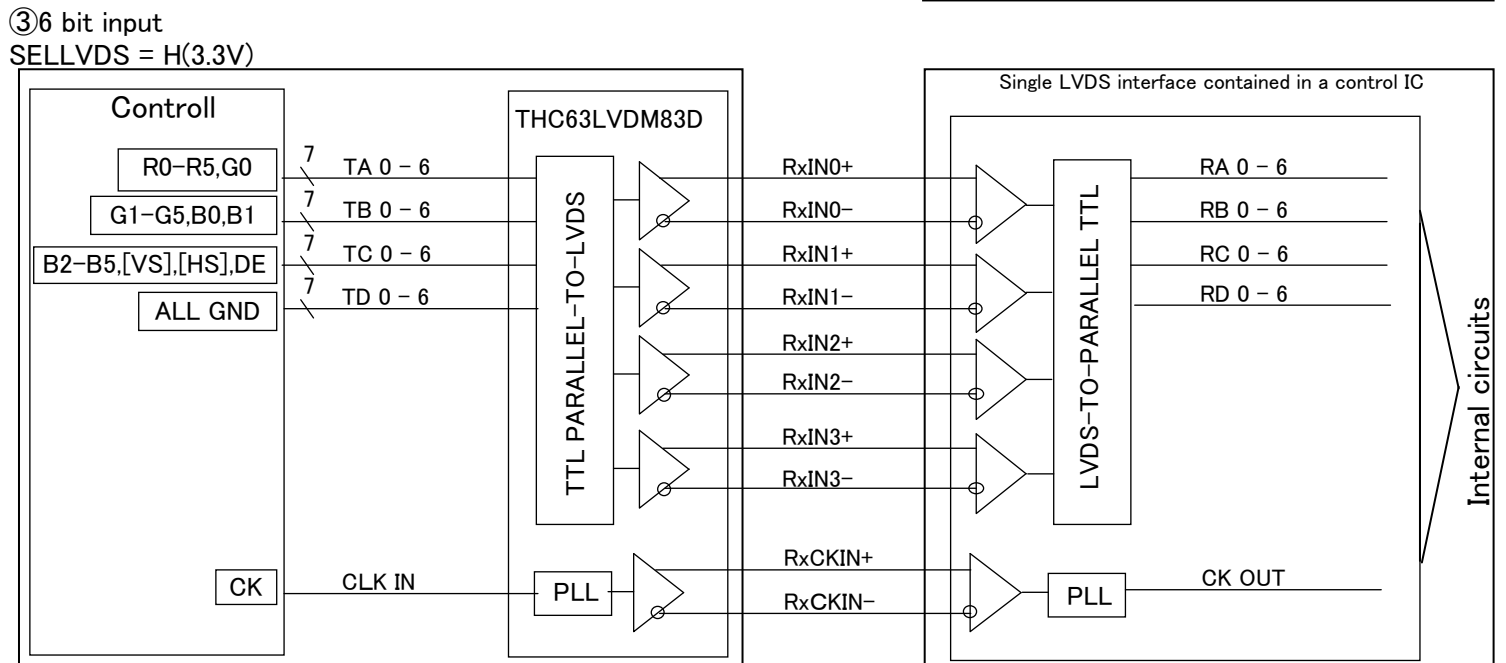 ③6 bit input
SELLVDS = H(3.3V)
Single LVDS interface contained in a control IC
Controll
THC63LVDM83D
R0-R5,G0
7
TA 0 - 6
RxIN0+
RA 0 - 6
G1-G5,B0,B1
7
TB 0 - 6
RxIN0-
RB 0 - 6
B2-B5,[VS],[HS],DE
7
TC 0 - 6
RxIN1+
RC 0 - 6
ALL GND
7
TD 0 - 6
RxIN1-
RD 0 - 6
TTL PARALLEL-TO-LVDS
RxIN2+
RxIN2-
RxIN3+
RxIN3-
LVDS-TO-PARALLEL TTL
Internal circuits
CK
CLK IN
PLL
RxCKIN+
RxCKIN-
PLL
CK OUT